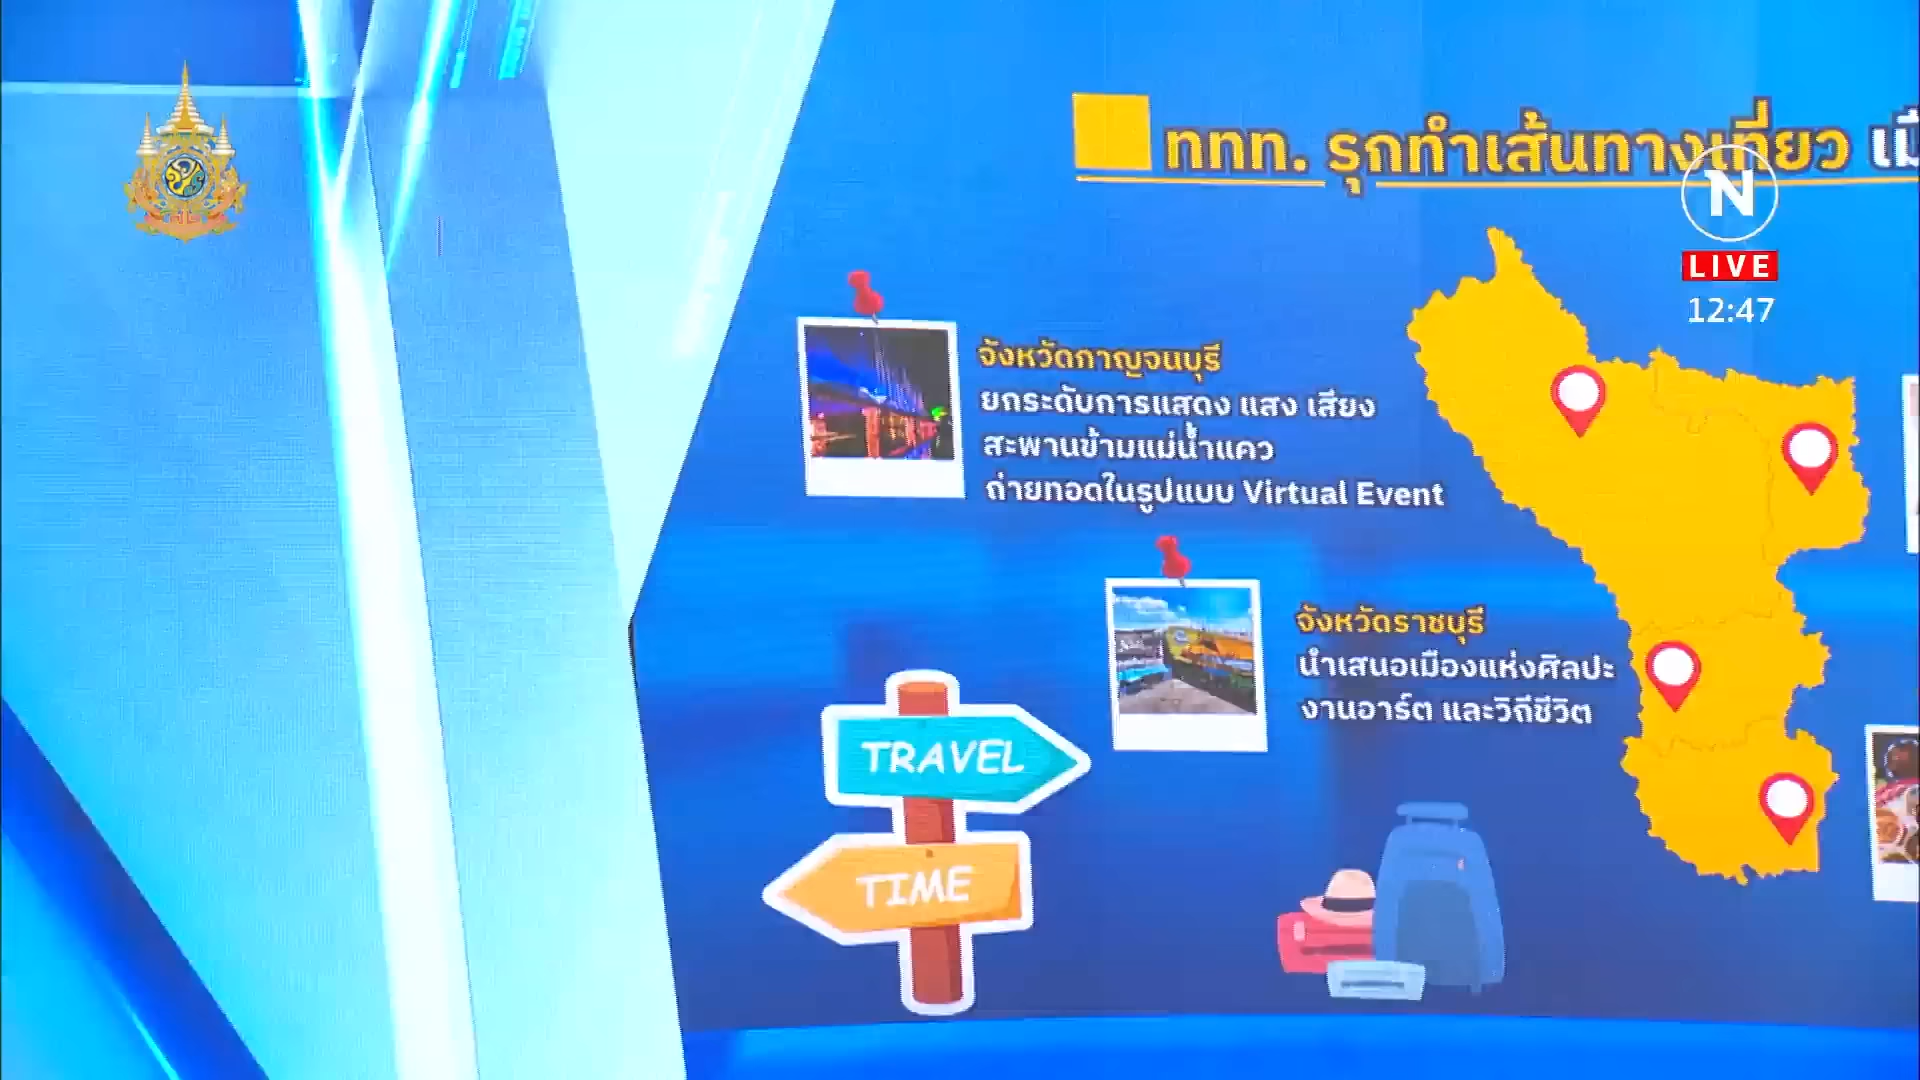 ททท. รุกทำเส้นทางเที่ยว
N
LIVE
12:47
จังหวัดกาญจนบุรี
ยกระดับการแสดง แสง เสียง
สะพานข้ามแม่น้ำแคว
ถ่ายทอดในรูปแบบ Virtual Event
จังหวัดราชบุรี
นำเสนอเมืองแห่งศิลปะ
งานอาร์ต และวิถีชีวิต
TRAVEL
TIME